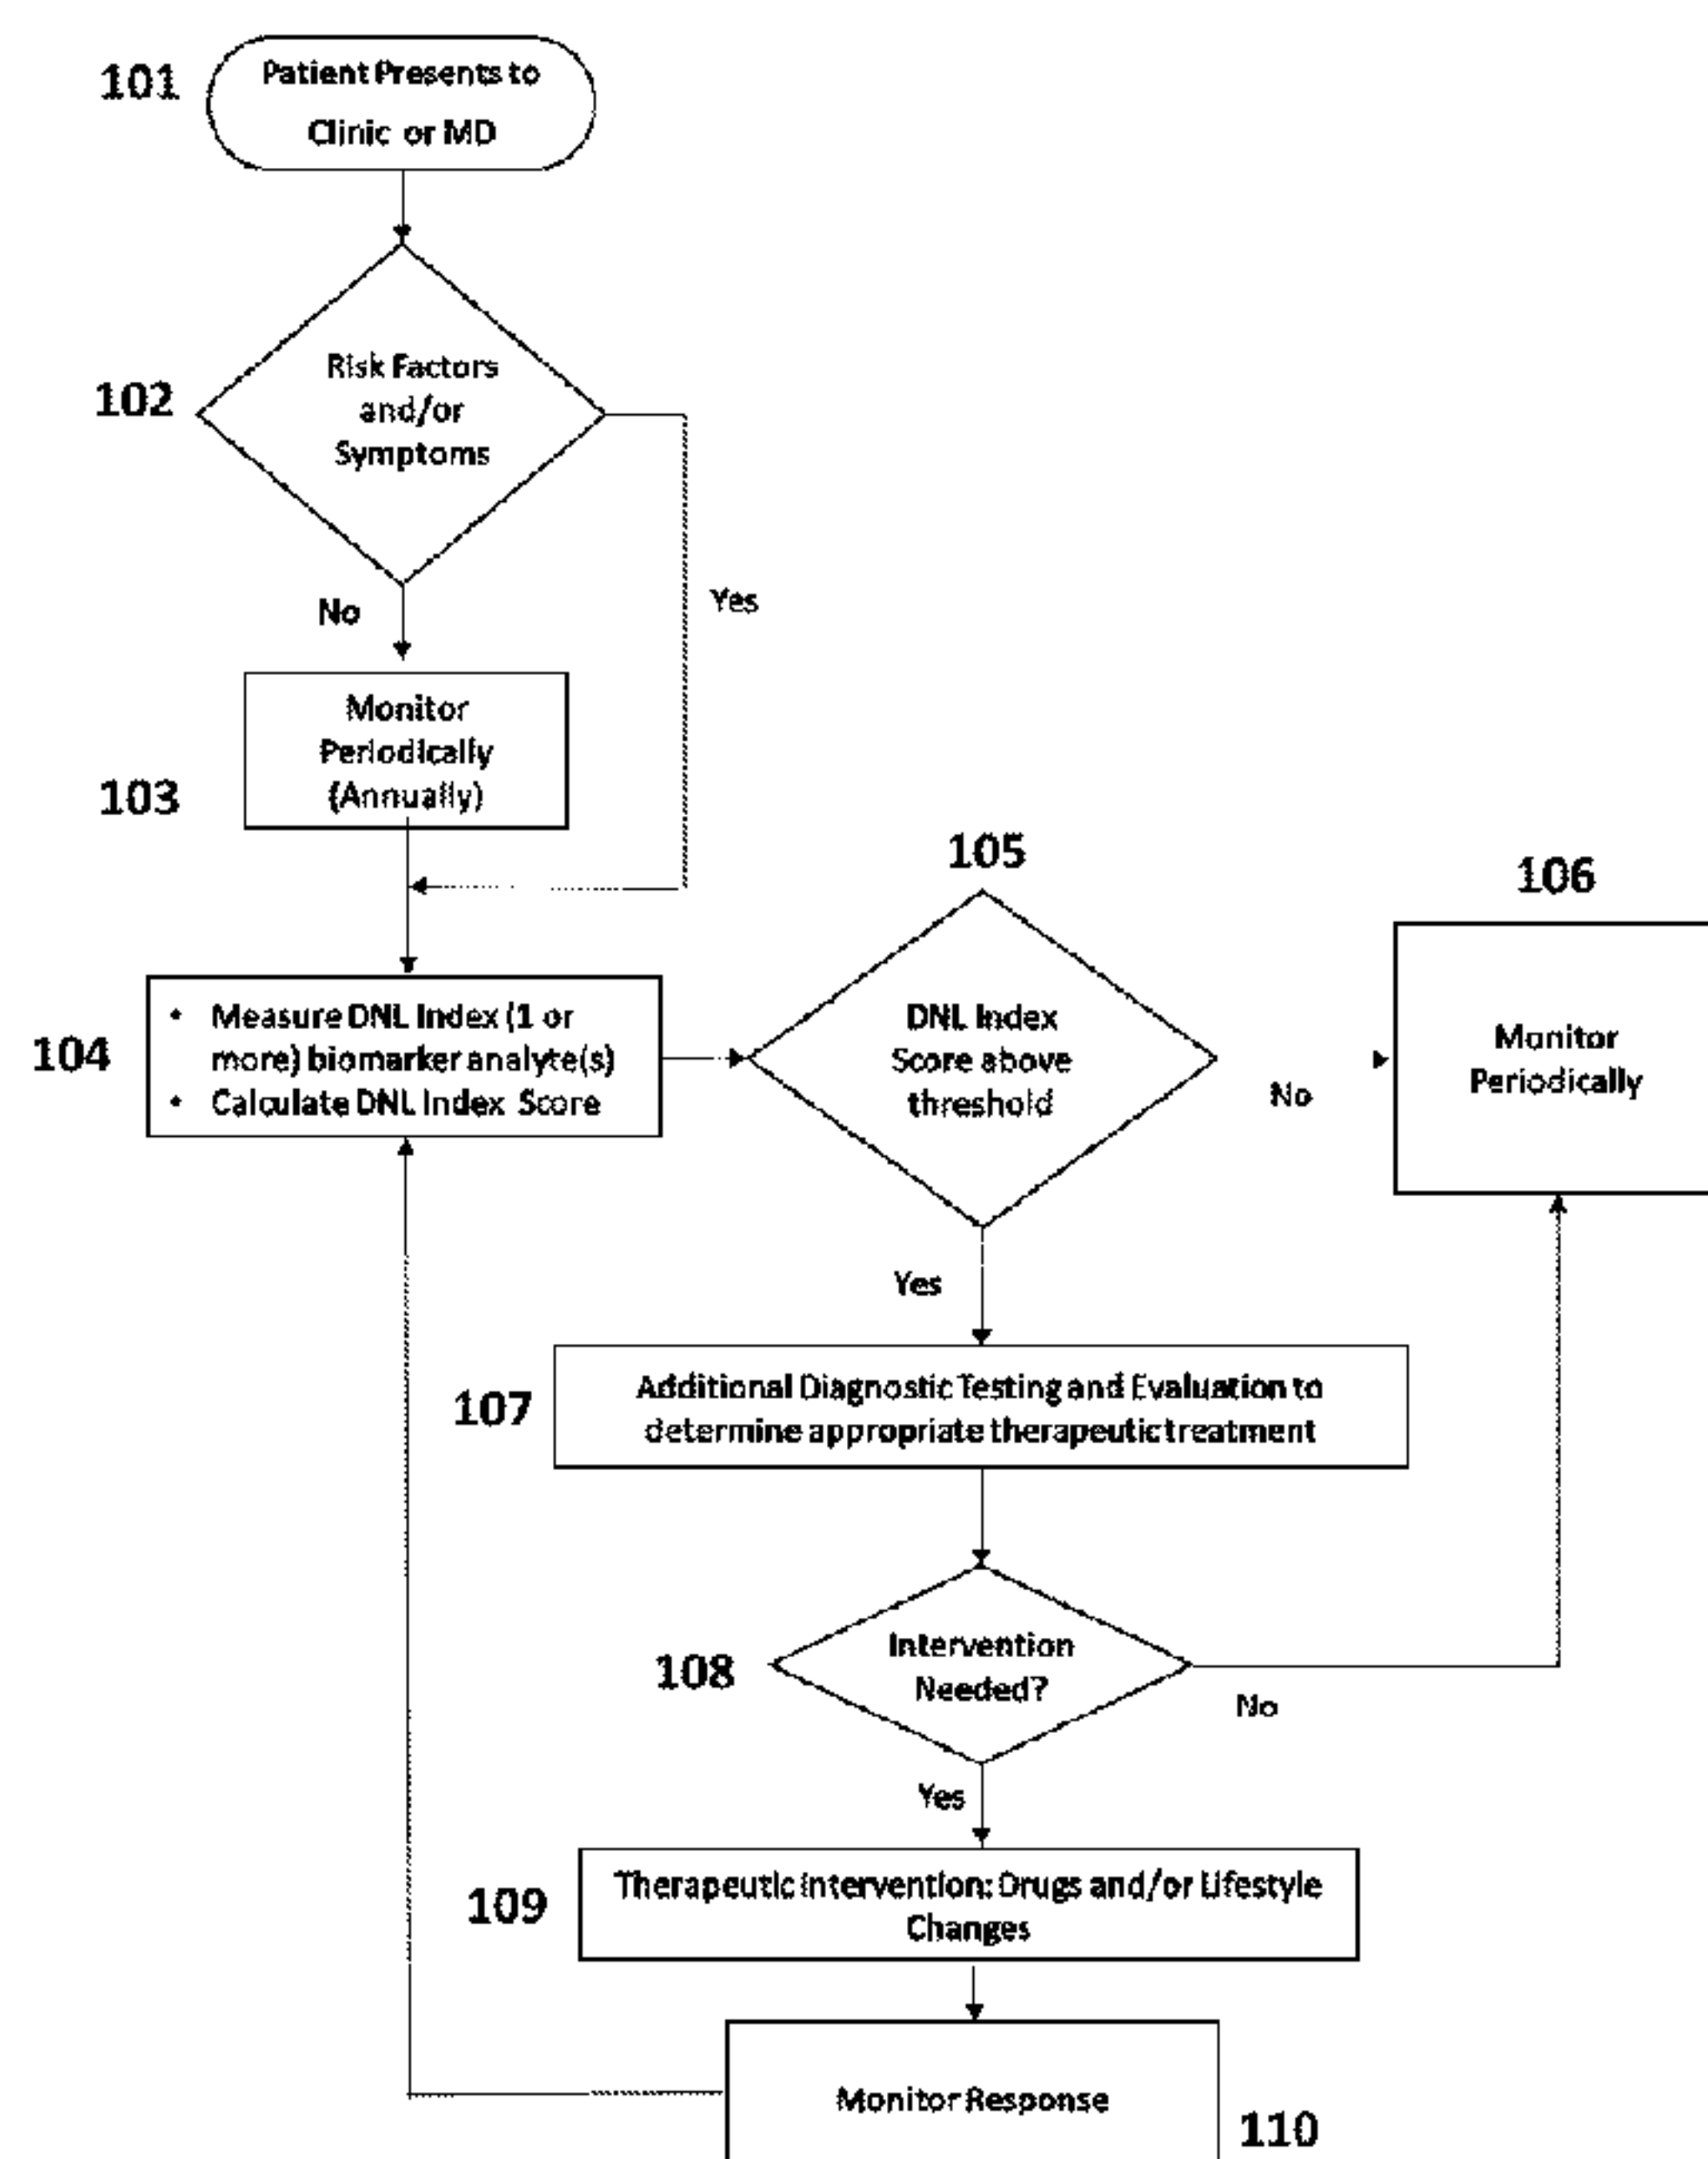 101
Patient Presents to
Clinic or MD
102
Risk Factors
and/or
Symptoms
No
Yes
103
Monitor
Periodically
(Annually)
104
• Measure DNL Index (1 or
more) biomarker analyte(s)
• Calculate DNL Index Score
105
DNL Index
Score above
threshold
No
106
Monitor
Periodically
Yes
107
Additional Diagnostic Testing and Evaluation to
determine appropriate therapeutic treatment
108
Intervention
Needed?
No
Yes
109
Therapeutic Intervention: Drugs and/or Lifestyle
Changes
Monitor Response
110